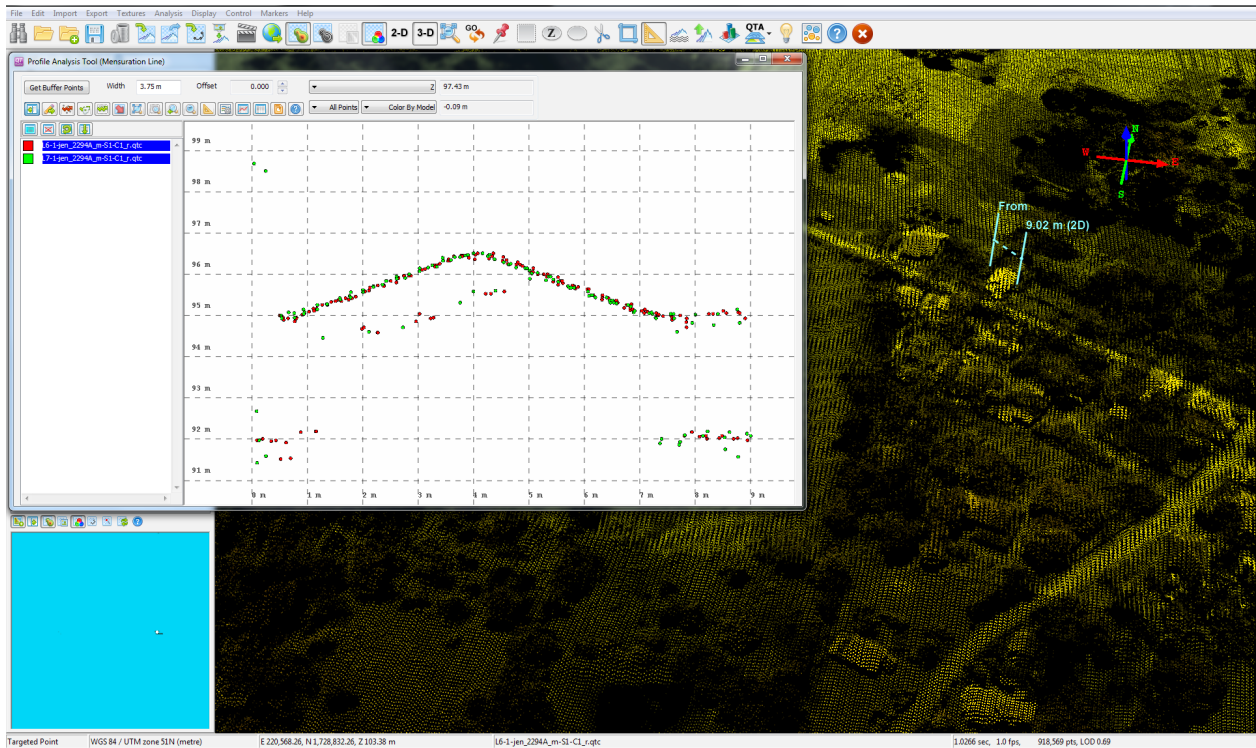 File Edit Import Export Textures Analysis Display Control Markers Help
2-D 3-D GO Z QTA
Profile Analysis Tool (Mensuration Line)
Get Buffer Points Width 3.75 m Offset 0.000 Z 97.43 m
All Points Color By Model -0.09 m
L6-1-jen_2294A_m-S1-C1_r.qtc
L7-1-jen_2294A_m-S1-C1_r.qtc
99 m
98 m
97 m
96 m
95 m
94 m
93 m
92 m
91 m
0 m 1 m 2 m 3 m 4 m 5 m 6 m 7 m 8 m 9 m
N
W
S
From
9.02 m (2D)
Targeted Point WGS 84 / UTM zone 51N (metre) E 220,568.26, N 1,728,832.26, Z 103.38 m L6-1-jen_2294A_m-S1-C1_r.qtc 1.0266 sec, 1.0 fps, 918,569 pts, LOD 0.69